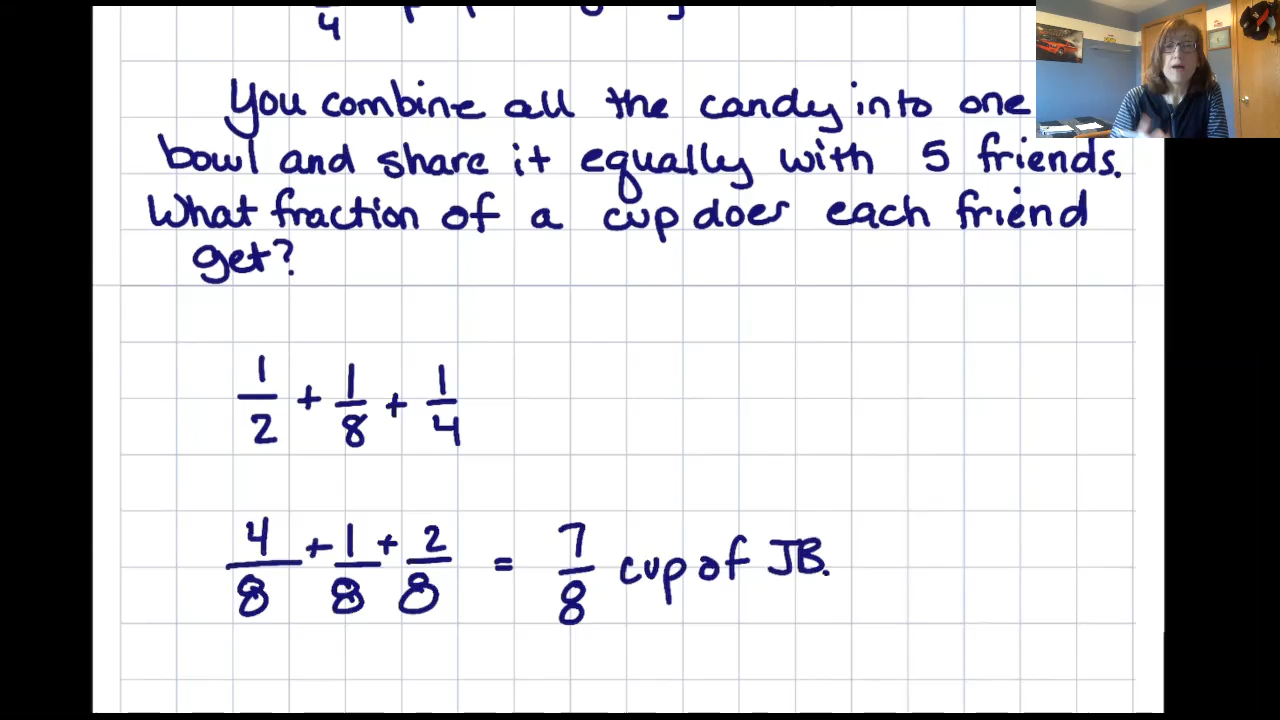 4
You combine all the candy into one
bowl and share it equally with 5 friends.
What fraction of a cup does each friend
get?
1/2 + 1/8 + 1/4
4/8 + 1/8 + 2/8 = 7/8 cup of JB.